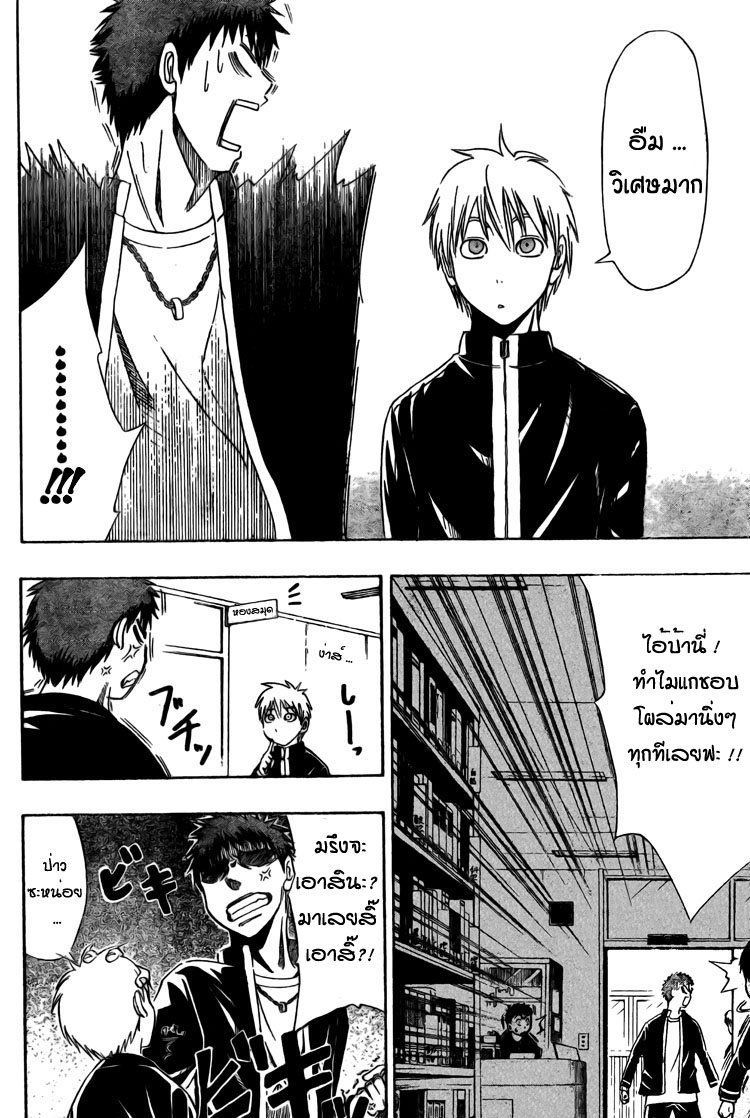 อืม ...
วิเศษมาก
.........!!!
ไอ้บ้านี่ !
ทำไมแกชอบ
โผล่มานิ่งๆ
ทุกทีเลยฟะ !!
ห้องสมุด
ง่าส์ ...
しーっ
ブチッ
มรึงจะ
เอาสินะ?
มาเลยสิ๊
เอาสิ๊?!
ป่าว
ซะหน่อย
...
ビキ
ビキ